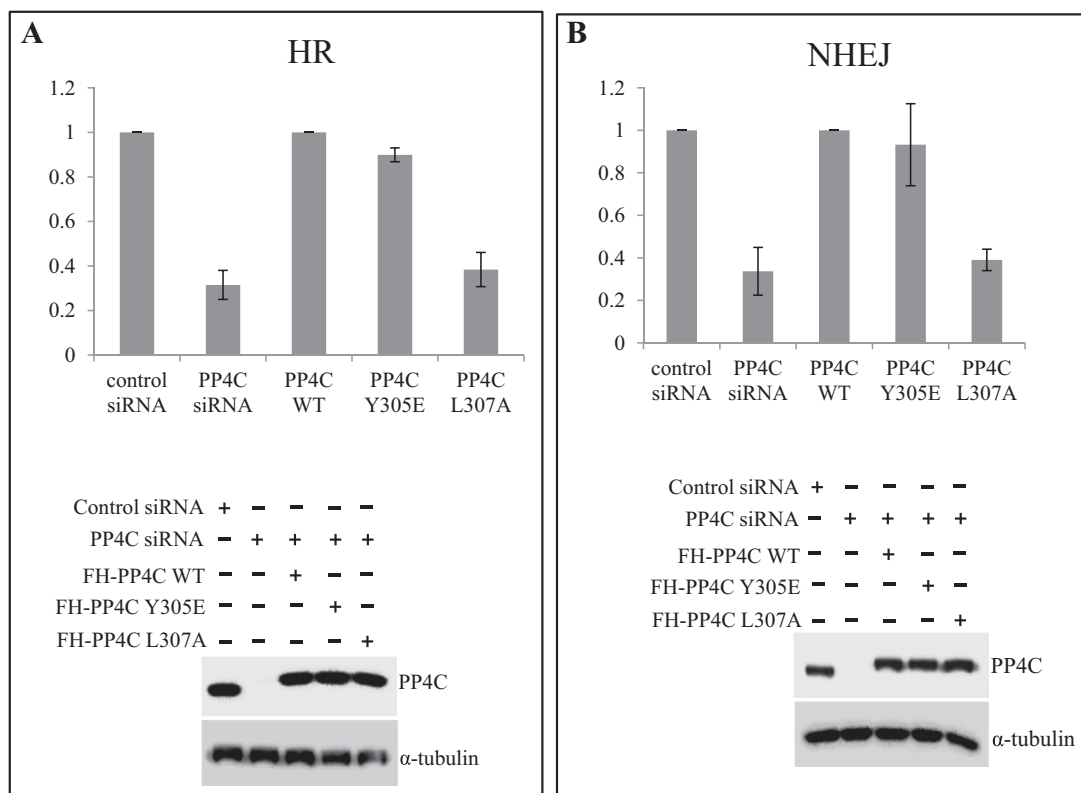 A
HR
1.2
1
0.8
0.6
0.4
0.2
0
control siRNA
PP4C siRNA
PP4C WT
PP4C Y305E
PP4C L307A
Control siRNA + – – – –
PP4C siRNA – + + + +
FH-PP4C WT – – + – –
FH-PP4C Y305E – – – + –
FH-PP4C L307A – – – – +
PP4C
α-tubulin
B
NHEJ
1.2
1
0.8
0.6
0.4
0.2
0
control siRNA
PP4C siRNA
PP4C WT
PP4C Y305E
PP4C L307A
Control siRNA + – – – –
PP4C siRNA – + + + +
FH-PP4C WT – – + – –
FH-PP4C Y305E – – – + –
FH-PP4C L307A – – – – +
PP4C
α-tubulin